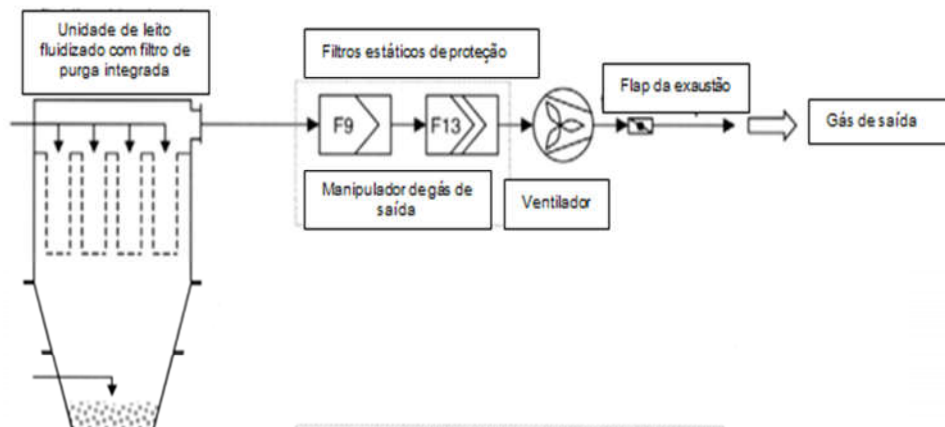 Unidade de leito
fluidizado com filtro de
purga integrada
Filtros estáticos de proteção
F9
F13
Flap da exaustão
Gás de saída
Manipulador de gás de
saída
Ventilador